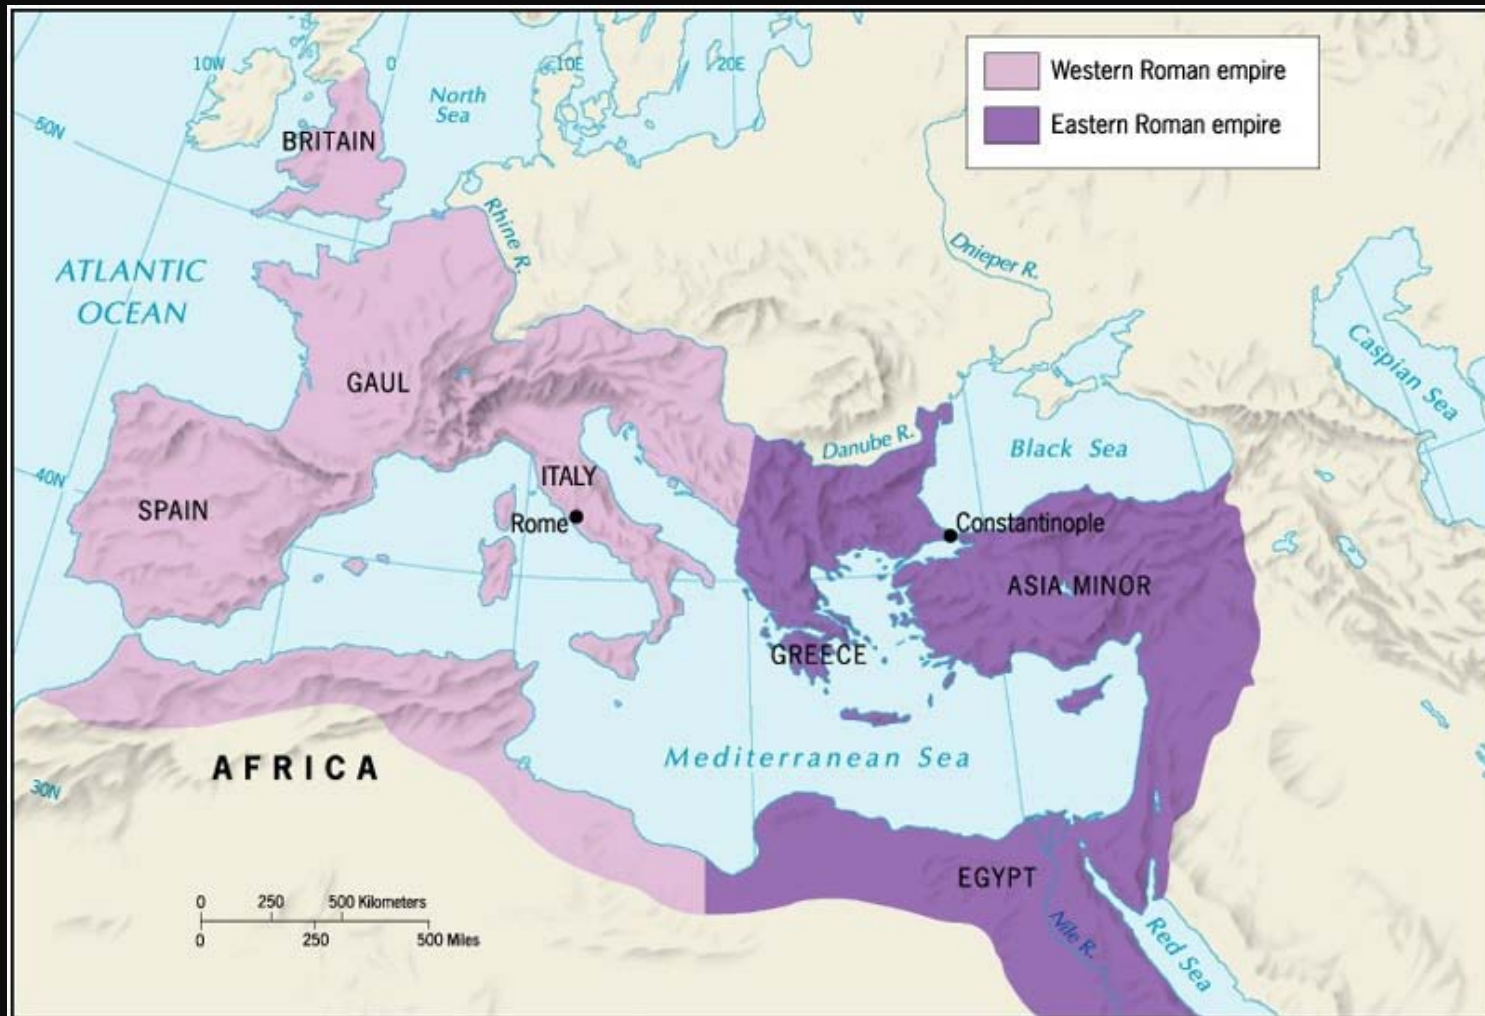 10W
0
10E
20E
North
Sea
Western Roman empire
Eastern Roman empire
50N
BRITAIN
Rhine R.
Dnieper R.
ATLANTIC
OCEAN
Caspian Sea
GAUL
Danube R.
Black Sea
40N
ITALY
SPAIN
Rome
Constantinople
ASIA MINOR
GREECE
Mediterranean Sea
AFRICA
30N
EGYPT
Nile R.
Red Sea
0 250 500 Kilometers
0 250 500 Miles